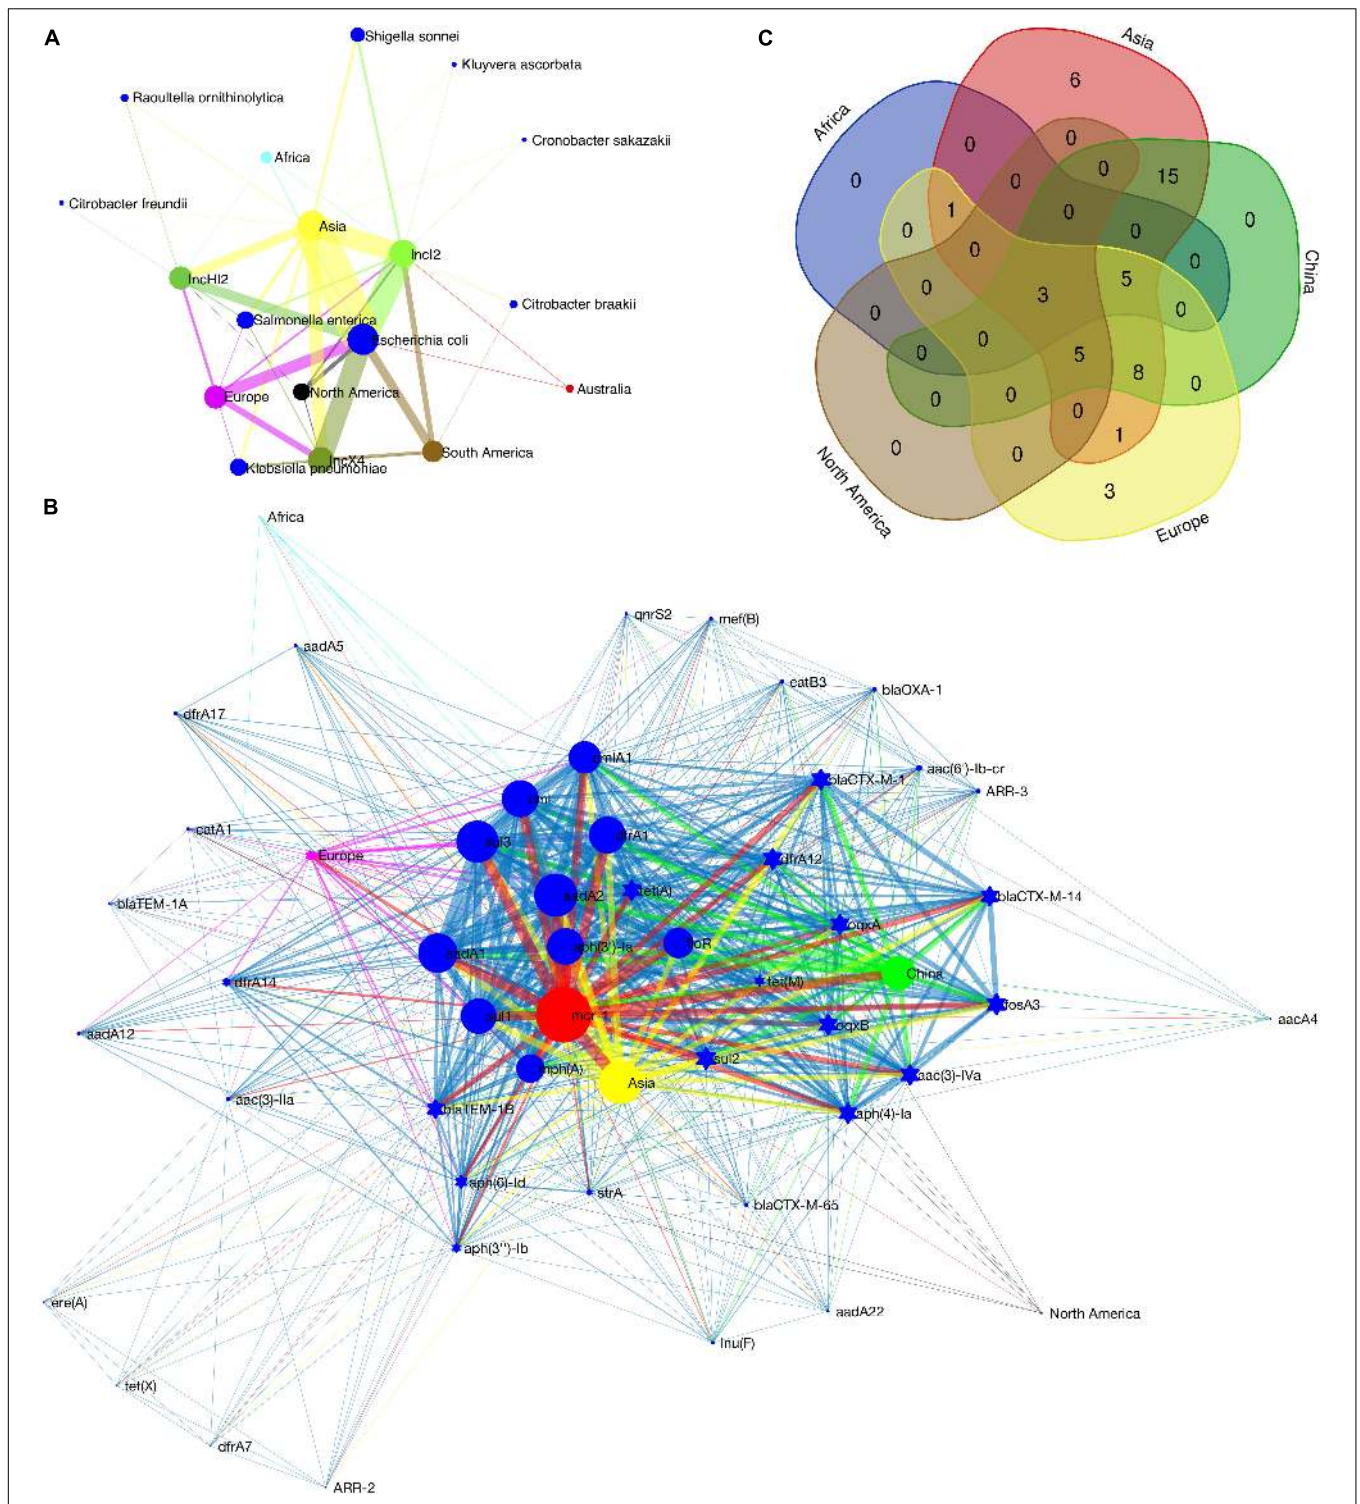 A
Shigella sonnei
Kluyvera ascorbata
Raoultella ornithinolytica
Cronobacter sakazakii
Africa
Citrobacter freundii
Asia
IncI2
IncHI2
Citrobacter braakii
Salmonella enterica
Escherichia coli
Europe
North America
Australia
South America
IncX4
Klebsiella pneumoniae
C
Asia
Africa
China
North America
Europe
6
0
0
0
15
0
0
0
1
0
0
0
0
0
0
5
0
3
0
0
0
0
5
8
0
0
0
0
1
0
0
3
B
Africa
qnrS2
mef(B)
aadA5
catB3
blaOXA-1
dfrA17
cmlA1
aac(6')-Ib-cr
blaCTX-M-1
ARR-3
cml
catA1
sul3
dfrA1
Europe
dfrA12
tet(A)
aadA2
blaCTX-M-14
blaTEM-1A
oqxA
aph(3')-Ia
floR
aadA1
China
dfrA14
tet(M)
fosA3
mcr-1
sul1
aacA4
oqxB
aadA12
sul2
mph(A)
aac(3)-IVa
Asia
aac(3)-IIa
blaTEM-1B
aph(4)-Ia
aph(6)-Id
strA
blaCTX-M-65
aph(3'')-Ib
ere(A)
aadA22
North America
lnu(F)
tet(X)
dfrA7
ARR-2